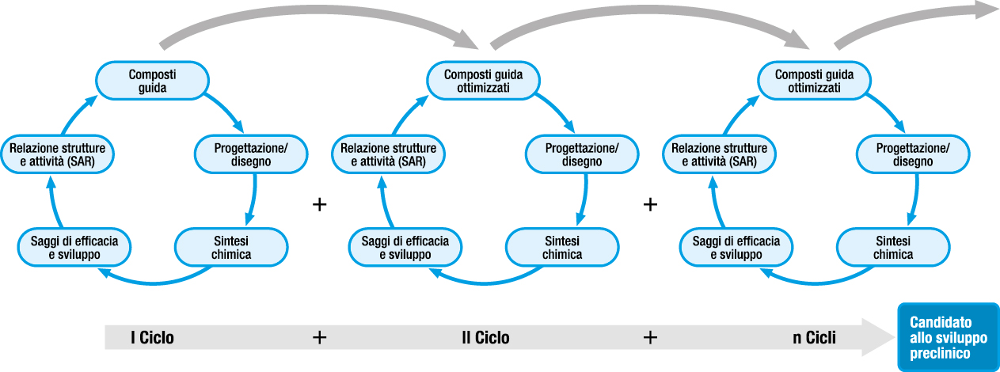 Composti
guida
Relazione strutture
e attività (SAR)
Progettazione/
disegno
Saggi di efficacia
e sviluppo
Sintesi
chimica
+
Composti guida
ottimizzati
Relazione strutture
e attività (SAR)
Progettazione/
disegno
Saggi di efficacia
e sviluppo
Sintesi
chimica
+
Composti guida
ottimizzati
Relazione strutture
e attività (SAR)
Progettazione/
disegno
Saggi di efficacia
e sviluppo
Sintesi
chimica
I Ciclo + II Ciclo + n Cicli
Candidato
allo sviluppo
preclinico